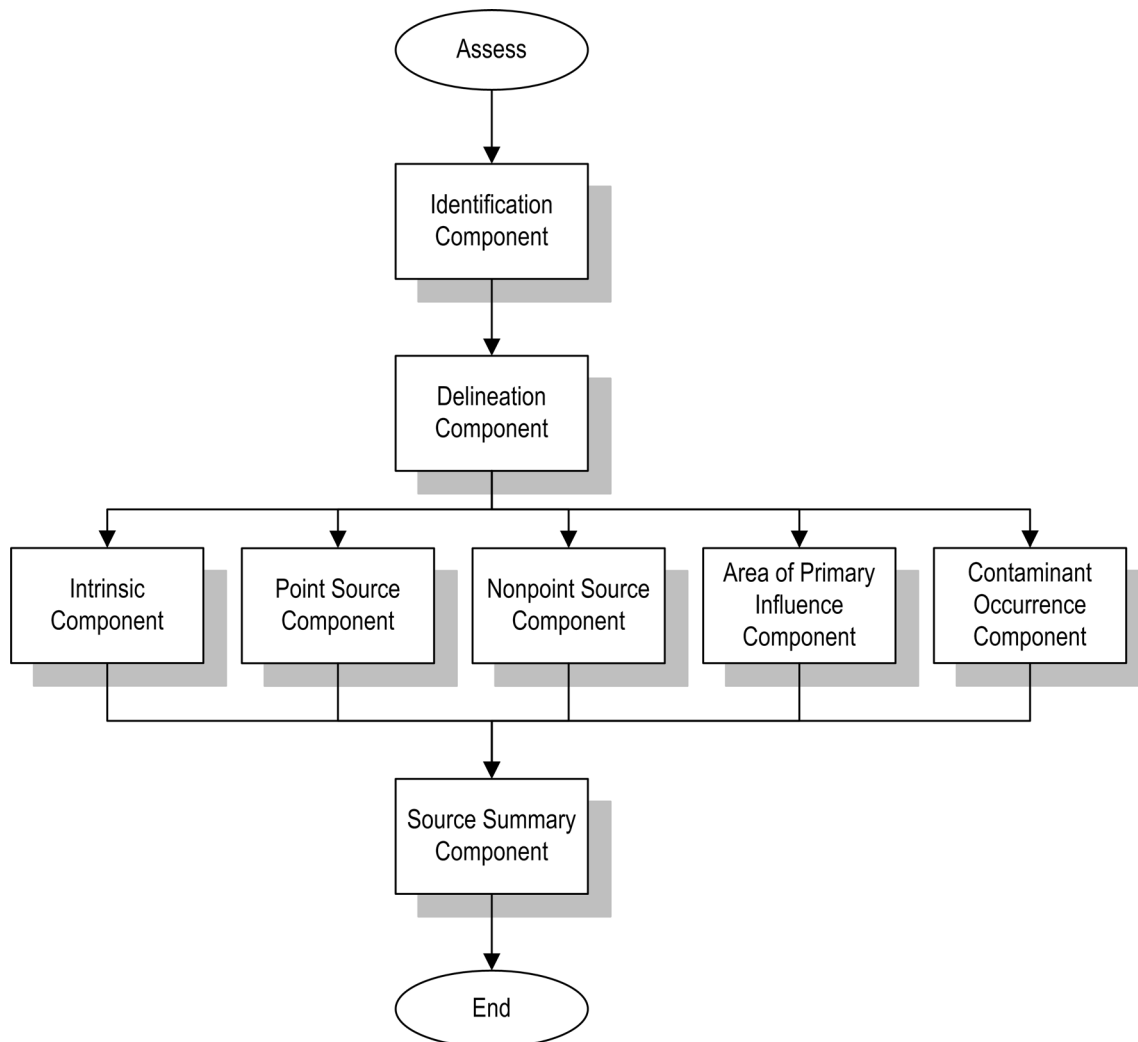 Assess
Identification
Component
Delineation
Component
Intrinsic
Component
Point Source
Component
Nonpoint Source
Component
Area of Primary
Influence
Component
Contaminant
Occurrence
Component
Source Summary
Component
End